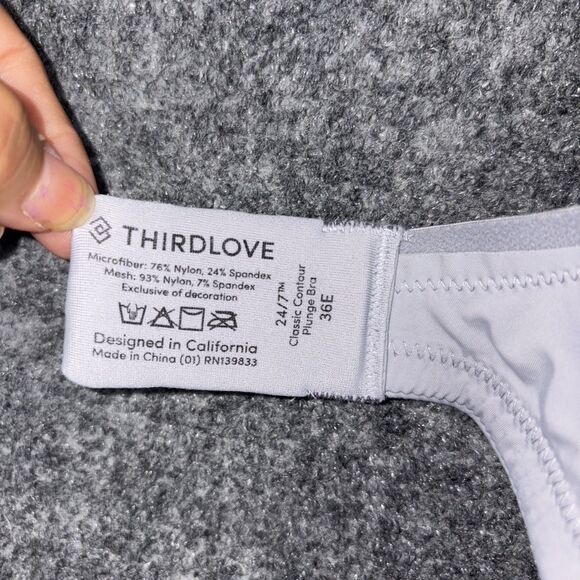 THIRDLOVE
Microfiber: 76% Nylon, 24% Spandex
Mesh: 93% Nylon, 7% Spandex
Exclusive of decoration
Designed in California
Made in China (01) RN139833
24/7™
Classic Contour
Plunge Bra
36E